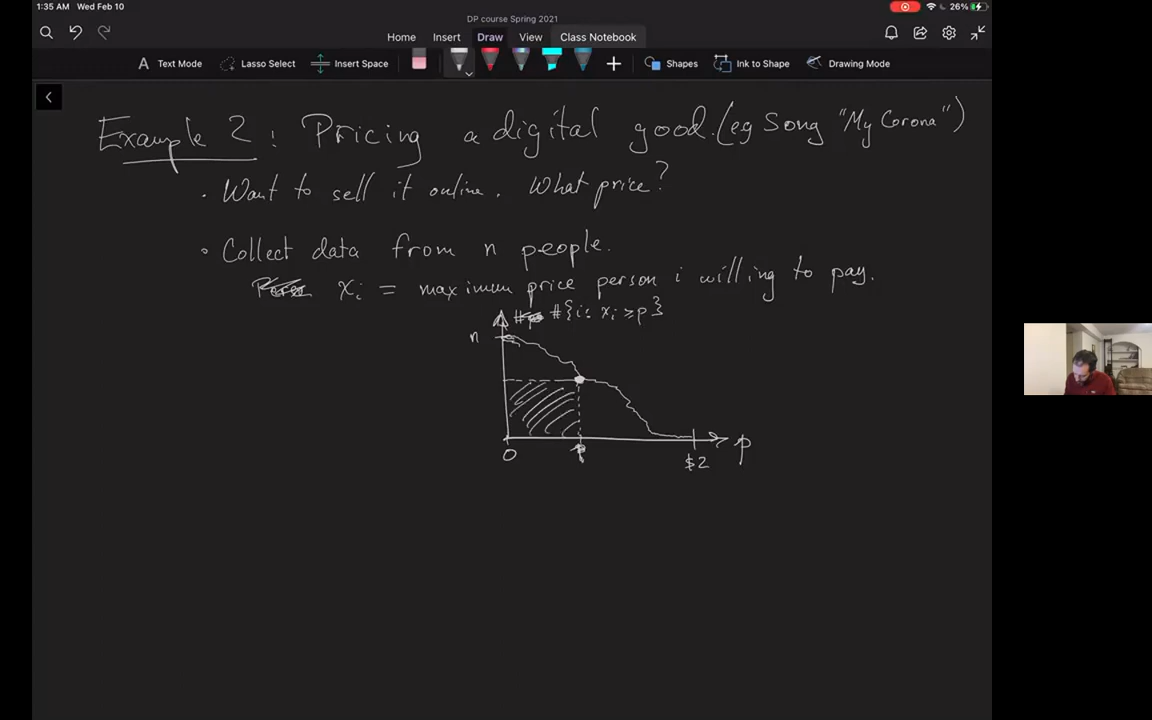 1:35 AM Wed Feb 10
26%
DP course Spring 2021
Home Insert Draw View Class Notebook
Text Mode Lasso Select Insert Space Shapes Ink to Shape Drawing Mode
Example 2: Pricing a digital good. (eg Song "My Corona")
• Want to sell it online. What price?
• Collect data from n people.
xi = maximum price person i willing to pay.
#{i: xi ≥ p}
n
0 p $2 p